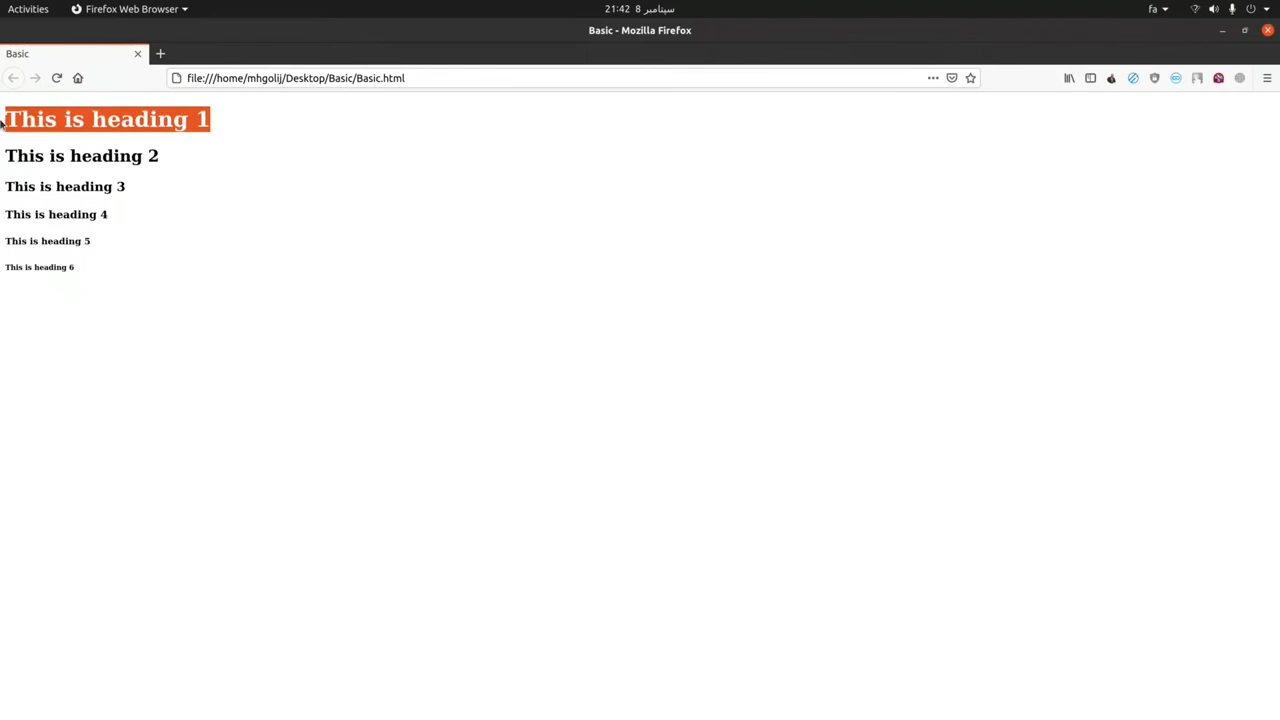 Activities
Firefox Web Browser
21:42 8 سپتامبر
fa
Basic - Mozilla Firefox
Basic
file:///home/mhgolij/Desktop/Basic/Basic.html
This is heading 1
This is heading 2
This is heading 3
This is heading 4
This is heading 5
This is heading 6